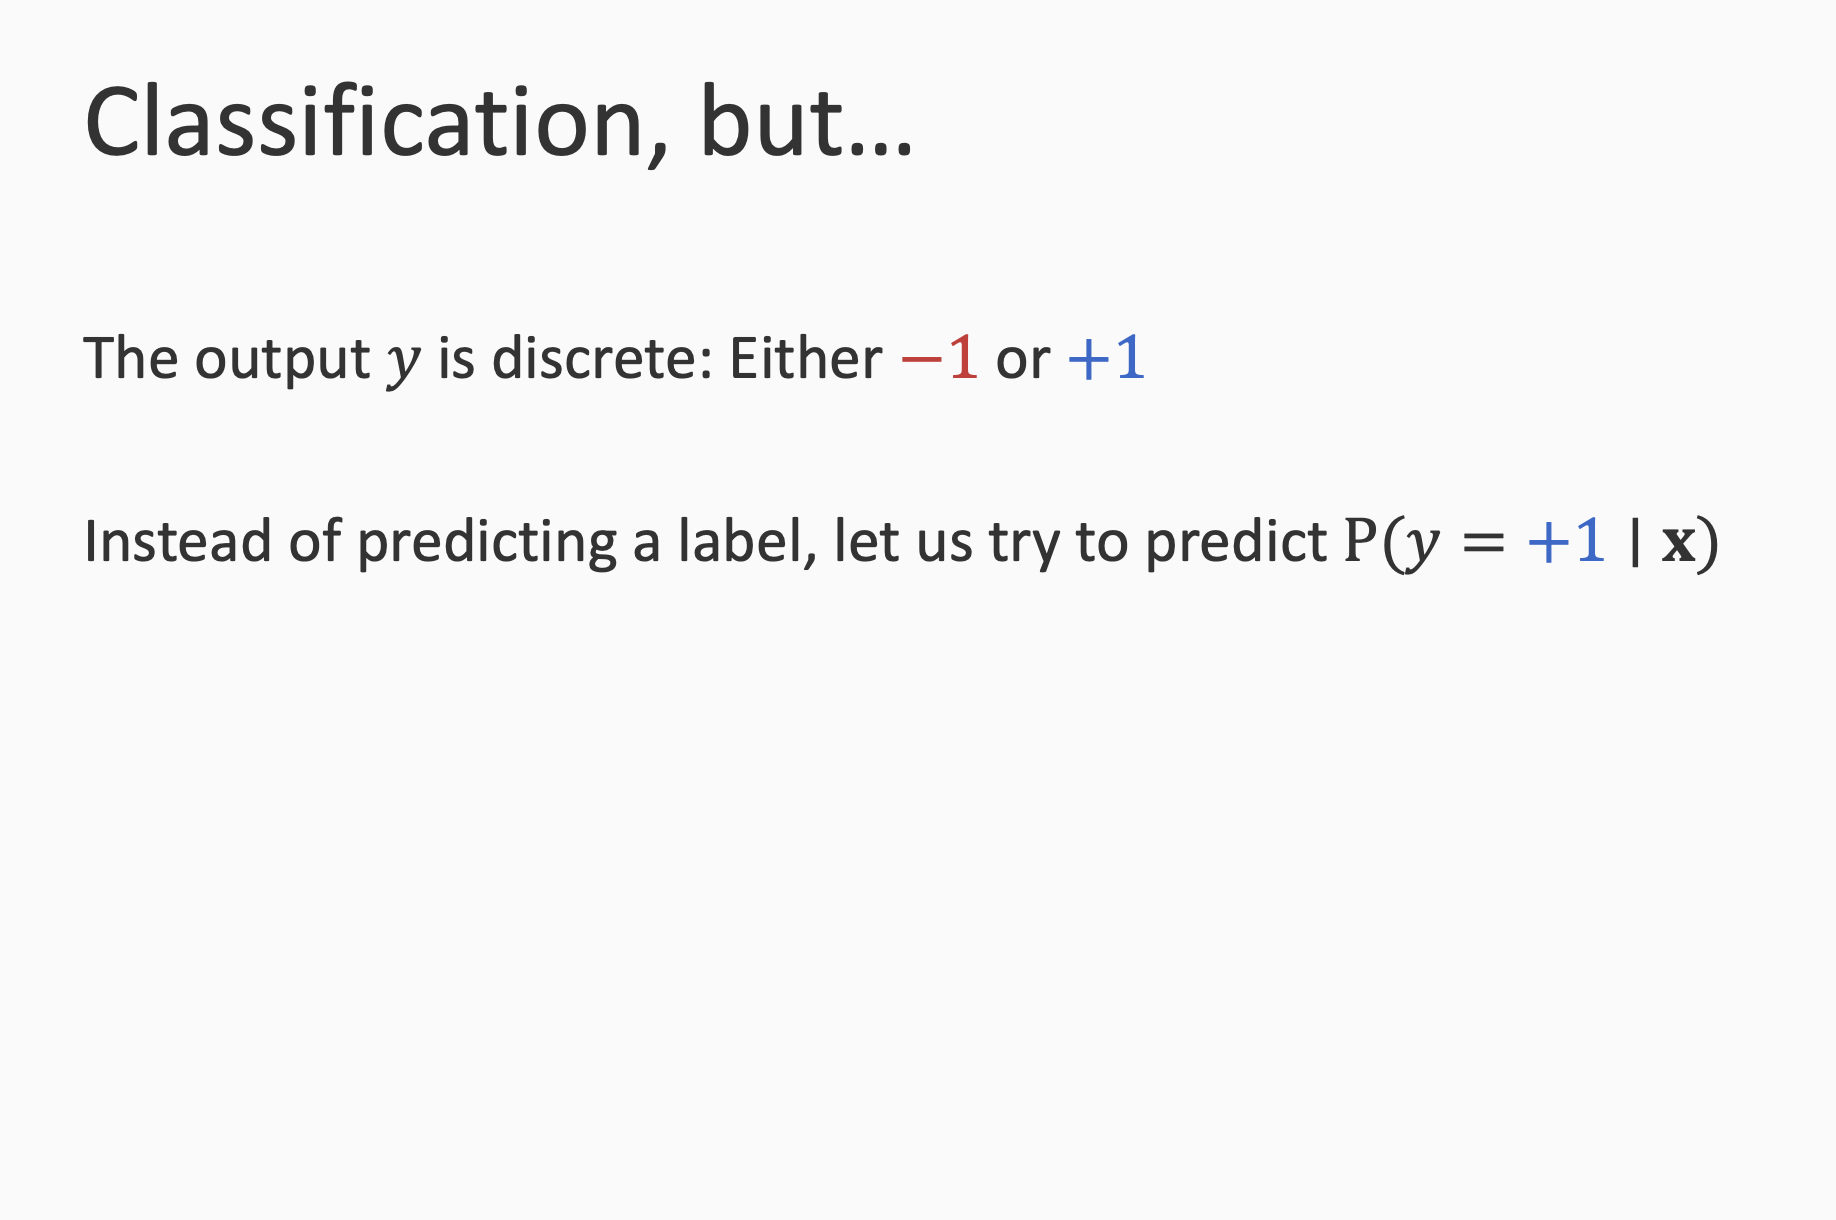 Classification, but…
The output y is discrete: Either −1 or +1
Instead of predicting a label, let us try to predict P(y = +1 | x)